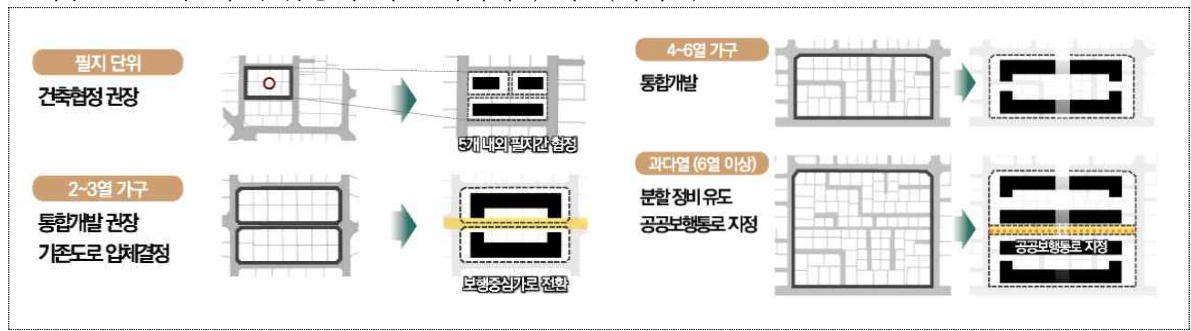 필지 단위
건축협정 권장
5개 내외 필지간 협정
2~3열 가구
통합개발 권장
기존도로 입체결정
보행중심가로 전환
4~6열 가구
통합개발
과다열 (6열 이상)
분할 정비 유도
공공보행통로 지정
공공보행통로 지정